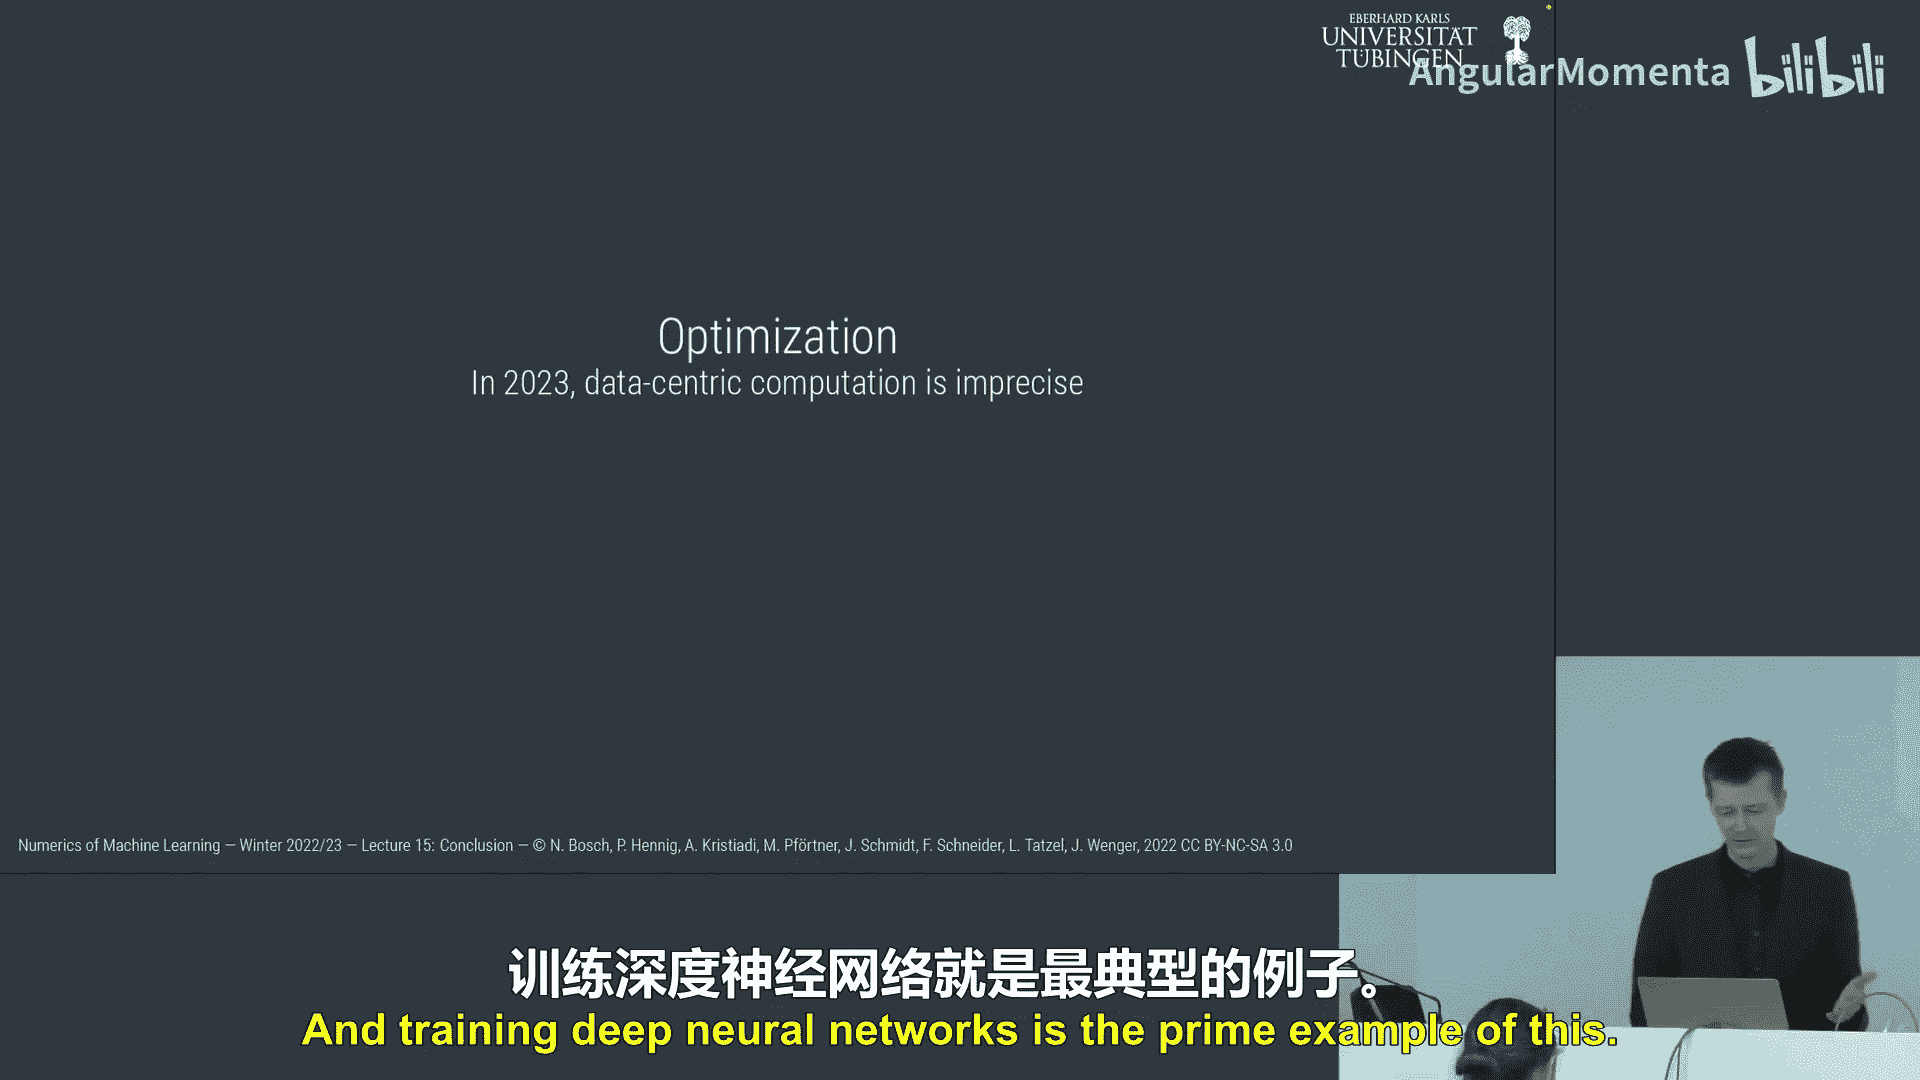 EBERHARD KARLS
UNIVERSITÄT
TÜBINGEN
AngularMomenta bilibili
Optimization
In 2023, data-centric computation is imprecise
Numerics of Machine Learning — Winter 2022/23 — Lecture 15: Conclusion — © N. Bosch, P. Hennig, A. Kristiadi, M. Pförtner, J. Schmidt, F. Schneider, L. Tatzel, J. Wenger, 2022 CC BY-NC-SA 3.0
训练深度神经网络就是最典型的例子。
And training deep neural networks is the prime example of this.